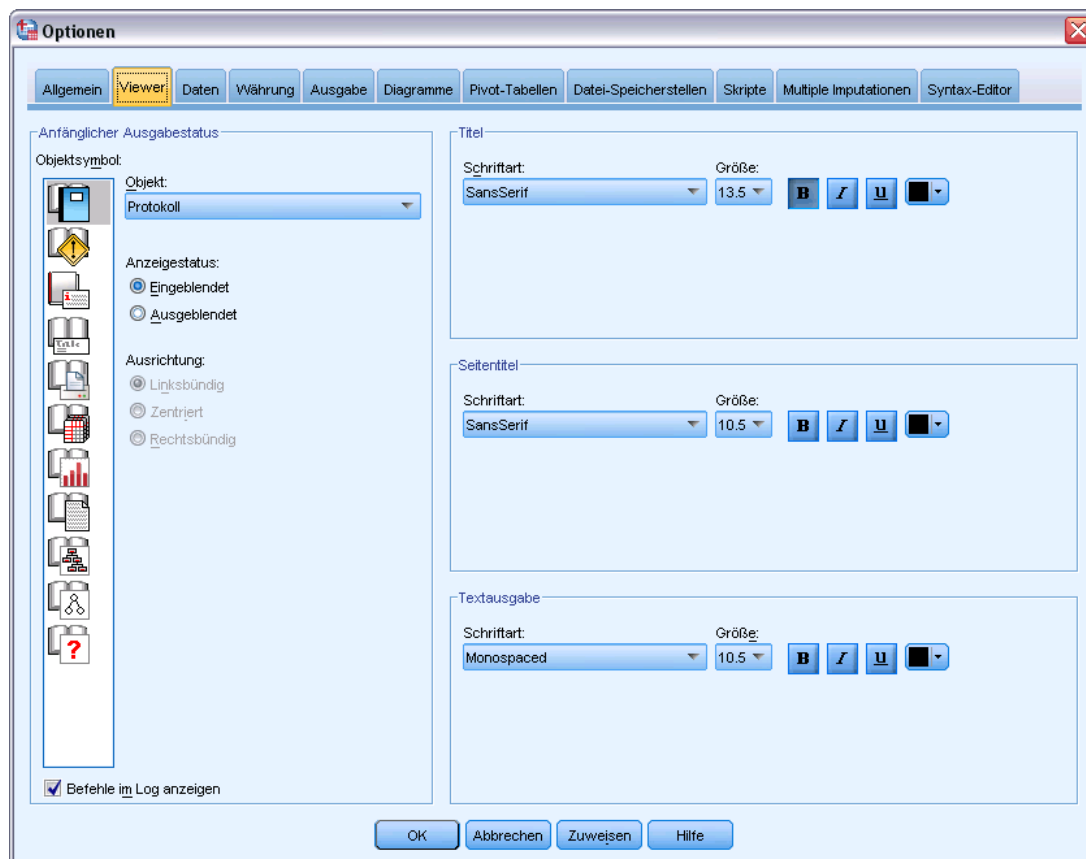 Optionen
Allgemein Viewer Daten Währung Ausgabe Diagramme Pivot-Tabellen Datei-Speicherstellen Skripte Multiple Imputationen Syntax-Editor
Anfänglicher Ausgabestatus
Objektsymbol:
Objekt:
Protokoll
Anzeigestatus:
Eingeblendet
Ausgeblendet
Ausrichtung:
Linksbündig
Zentriert
Rechtsbündig
Befehle im Log anzeigen
Titel
Schriftart: Größe:
SansSerif 13.5 B I U
Seitentitel
Schriftart: Größe:
SansSerif 10.5 B I U
Textausgabe
Schriftart: Größe:
Monospaced 10.5 B I U
OK Abbrechen Zuweisen Hilfe